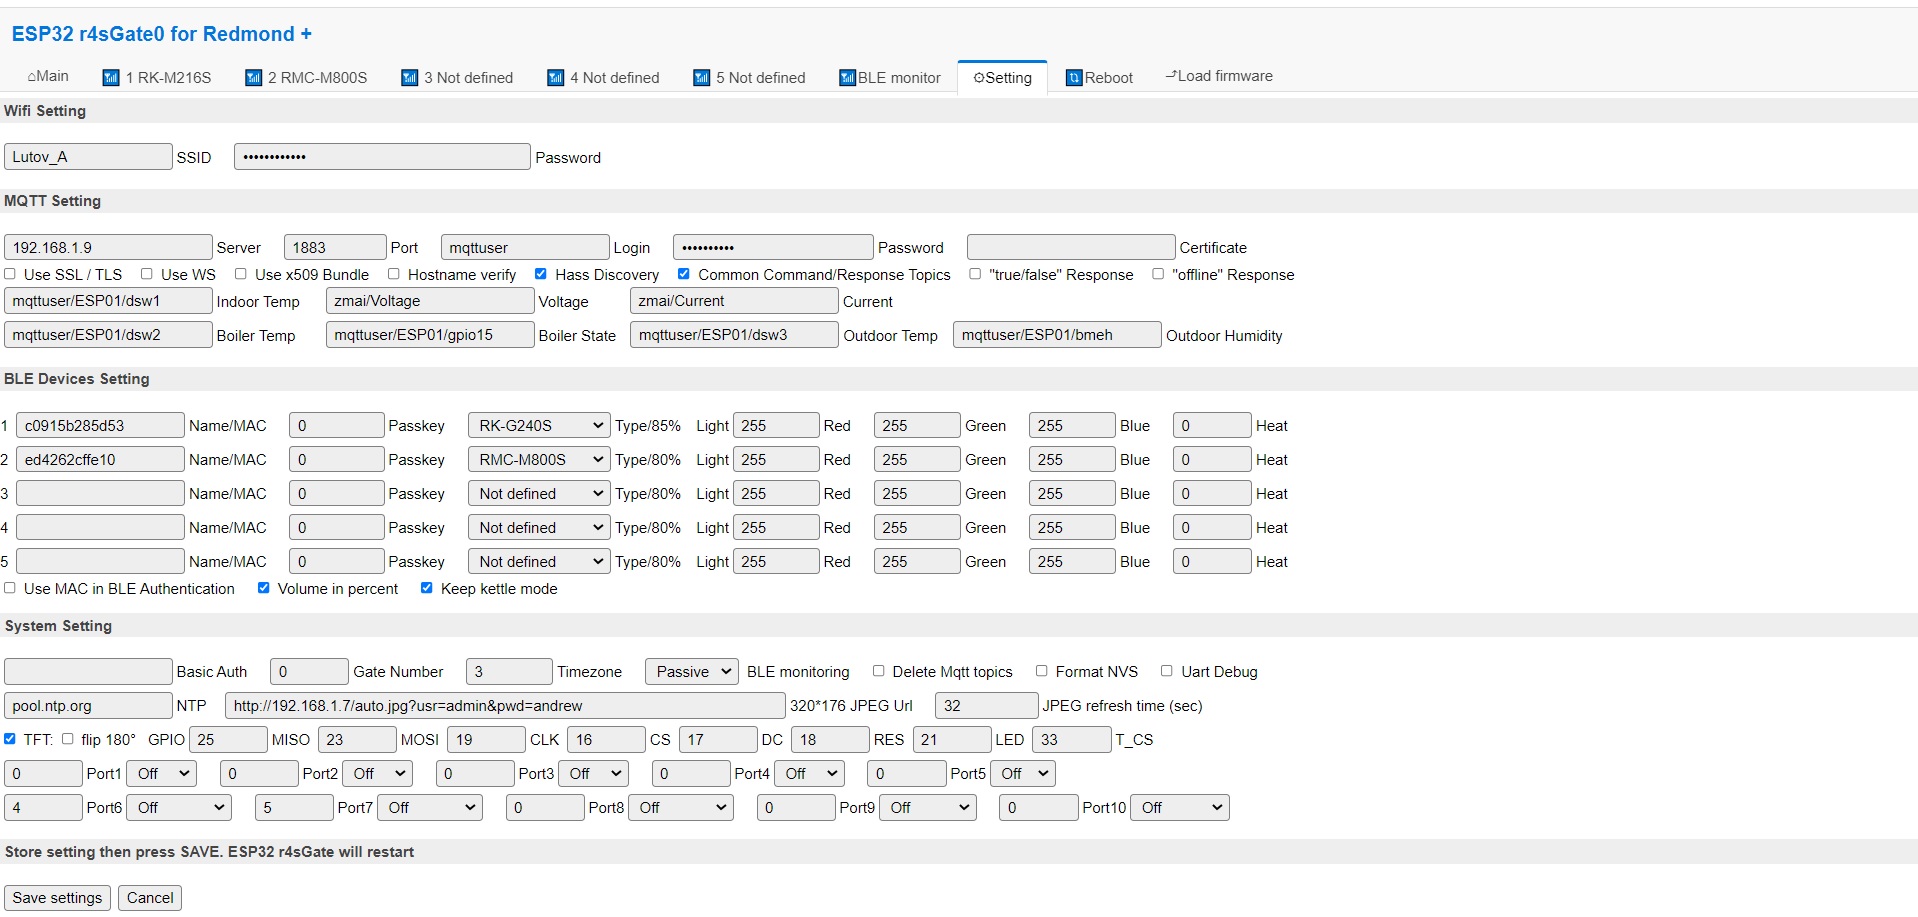 ESP32 r4sGate0 for Redmond +
⌂Main 1 RK-M216S 2 RMC-M800S 3 Not defined 4 Not defined 5 Not defined BLE monitor ⚙Setting Reboot Load firmware
Wifi Setting
Lutov_A SSID •••••••••••• Password
MQTT Setting
192.168.1.9 Server 1883 Port mqttuser Login •••••••••• Password Certificate
Use SSL / TLS Use WS Use x509 Bundle Hostname verify Hass Discovery Common Command/Response Topics "true/false" Response "offline" Response
mqttuser/ESP01/dsw1 Indoor Temp zmai/Voltage Voltage zmai/Current Current
mqttuser/ESP01/dsw2 Boiler Temp mqttuser/ESP01/gpio15 Boiler State mqttuser/ESP01/dsw3 Outdoor Temp mqttuser/ESP01/bmeh Outdoor Humidity
BLE Devices Setting
1 c0915b285d53 Name/MAC 0 Passkey RK-G240S Type/85% Light 255 Red 255 Green 255 Blue 0 Heat
2 ed4262cffe10 Name/MAC 0 Passkey RMC-M800S Type/80% Light 255 Red 255 Green 255 Blue 0 Heat
3 Name/MAC 0 Passkey Not defined Type/80% Light 255 Red 255 Green 255 Blue 0 Heat
4 Name/MAC 0 Passkey Not defined Type/80% Light 255 Red 255 Green 255 Blue 0 Heat
5 Name/MAC 0 Passkey Not defined Type/80% Light 255 Red 255 Green 255 Blue 0 Heat
Use MAC in BLE Authentication Volume in percent Keep kettle mode
System Setting
Basic Auth 0 Gate Number 3 Timezone Passive BLE monitoring Delete Mqtt topics Format NVS Uart Debug
pool.ntp.org NTP http://192.168.1.7/auto.jpg?usr=admin&pwd=andrew 320*176 JPEG Url 32 JPEG refresh time (sec)
TFT: flip 180° GPIO 25 MISO 23 MOSI 19 CLK 16 CS 17 DC 18 RES 21 LED 33 T_CS
0 Port1 Off 0 Port2 Off 0 Port3 Off 0 Port4 Off 0 Port5 Off
4 Port6 Off 5 Port7 Off 0 Port8 Off 0 Port9 Off 0 Port10 Off
Store setting then press SAVE. ESP32 r4sGate will restart
Save settings Cancel